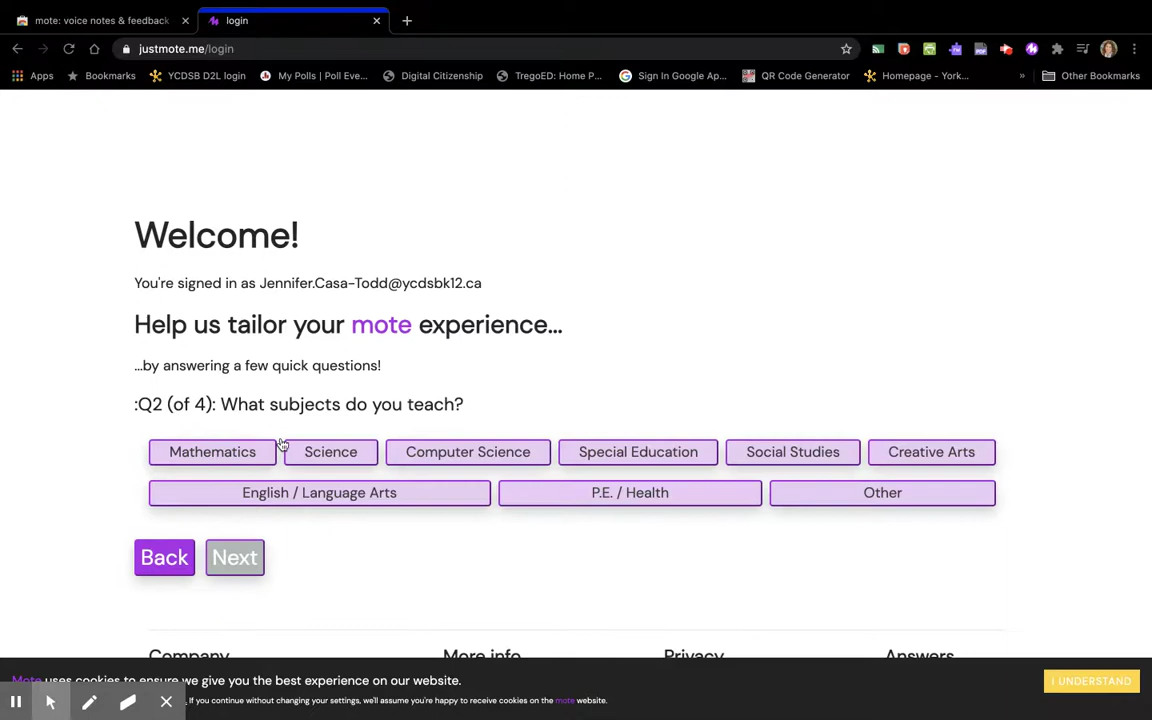 mote: voice notes & feedback
login
justmote.me/login
Apps Bookmarks YCDSB D2L login My Polls | Poll Eve... Digital Citizenship TregoED: Home P... Sign In Google Ap... QR Code Generator Homepage - York... » Other Bookmarks
Welcome!
You're signed in as Jennifer.Casa-Todd@ycdsbk12.ca
Help us tailor your mote experience...
...by answering a few quick questions!
:Q2 (of 4): What subjects do you teach?
Mathematics Science Computer Science Special Education Social Studies Creative Arts
English / Language Arts P.E. / Health Other
Back Next
Company More info Privacy Answers
Mote uses cookies to ensure we give you the best experience on our website.
I UNDERSTAND
If you continue without changing your settings, we'll assume you're happy to receive cookies on the mote website.